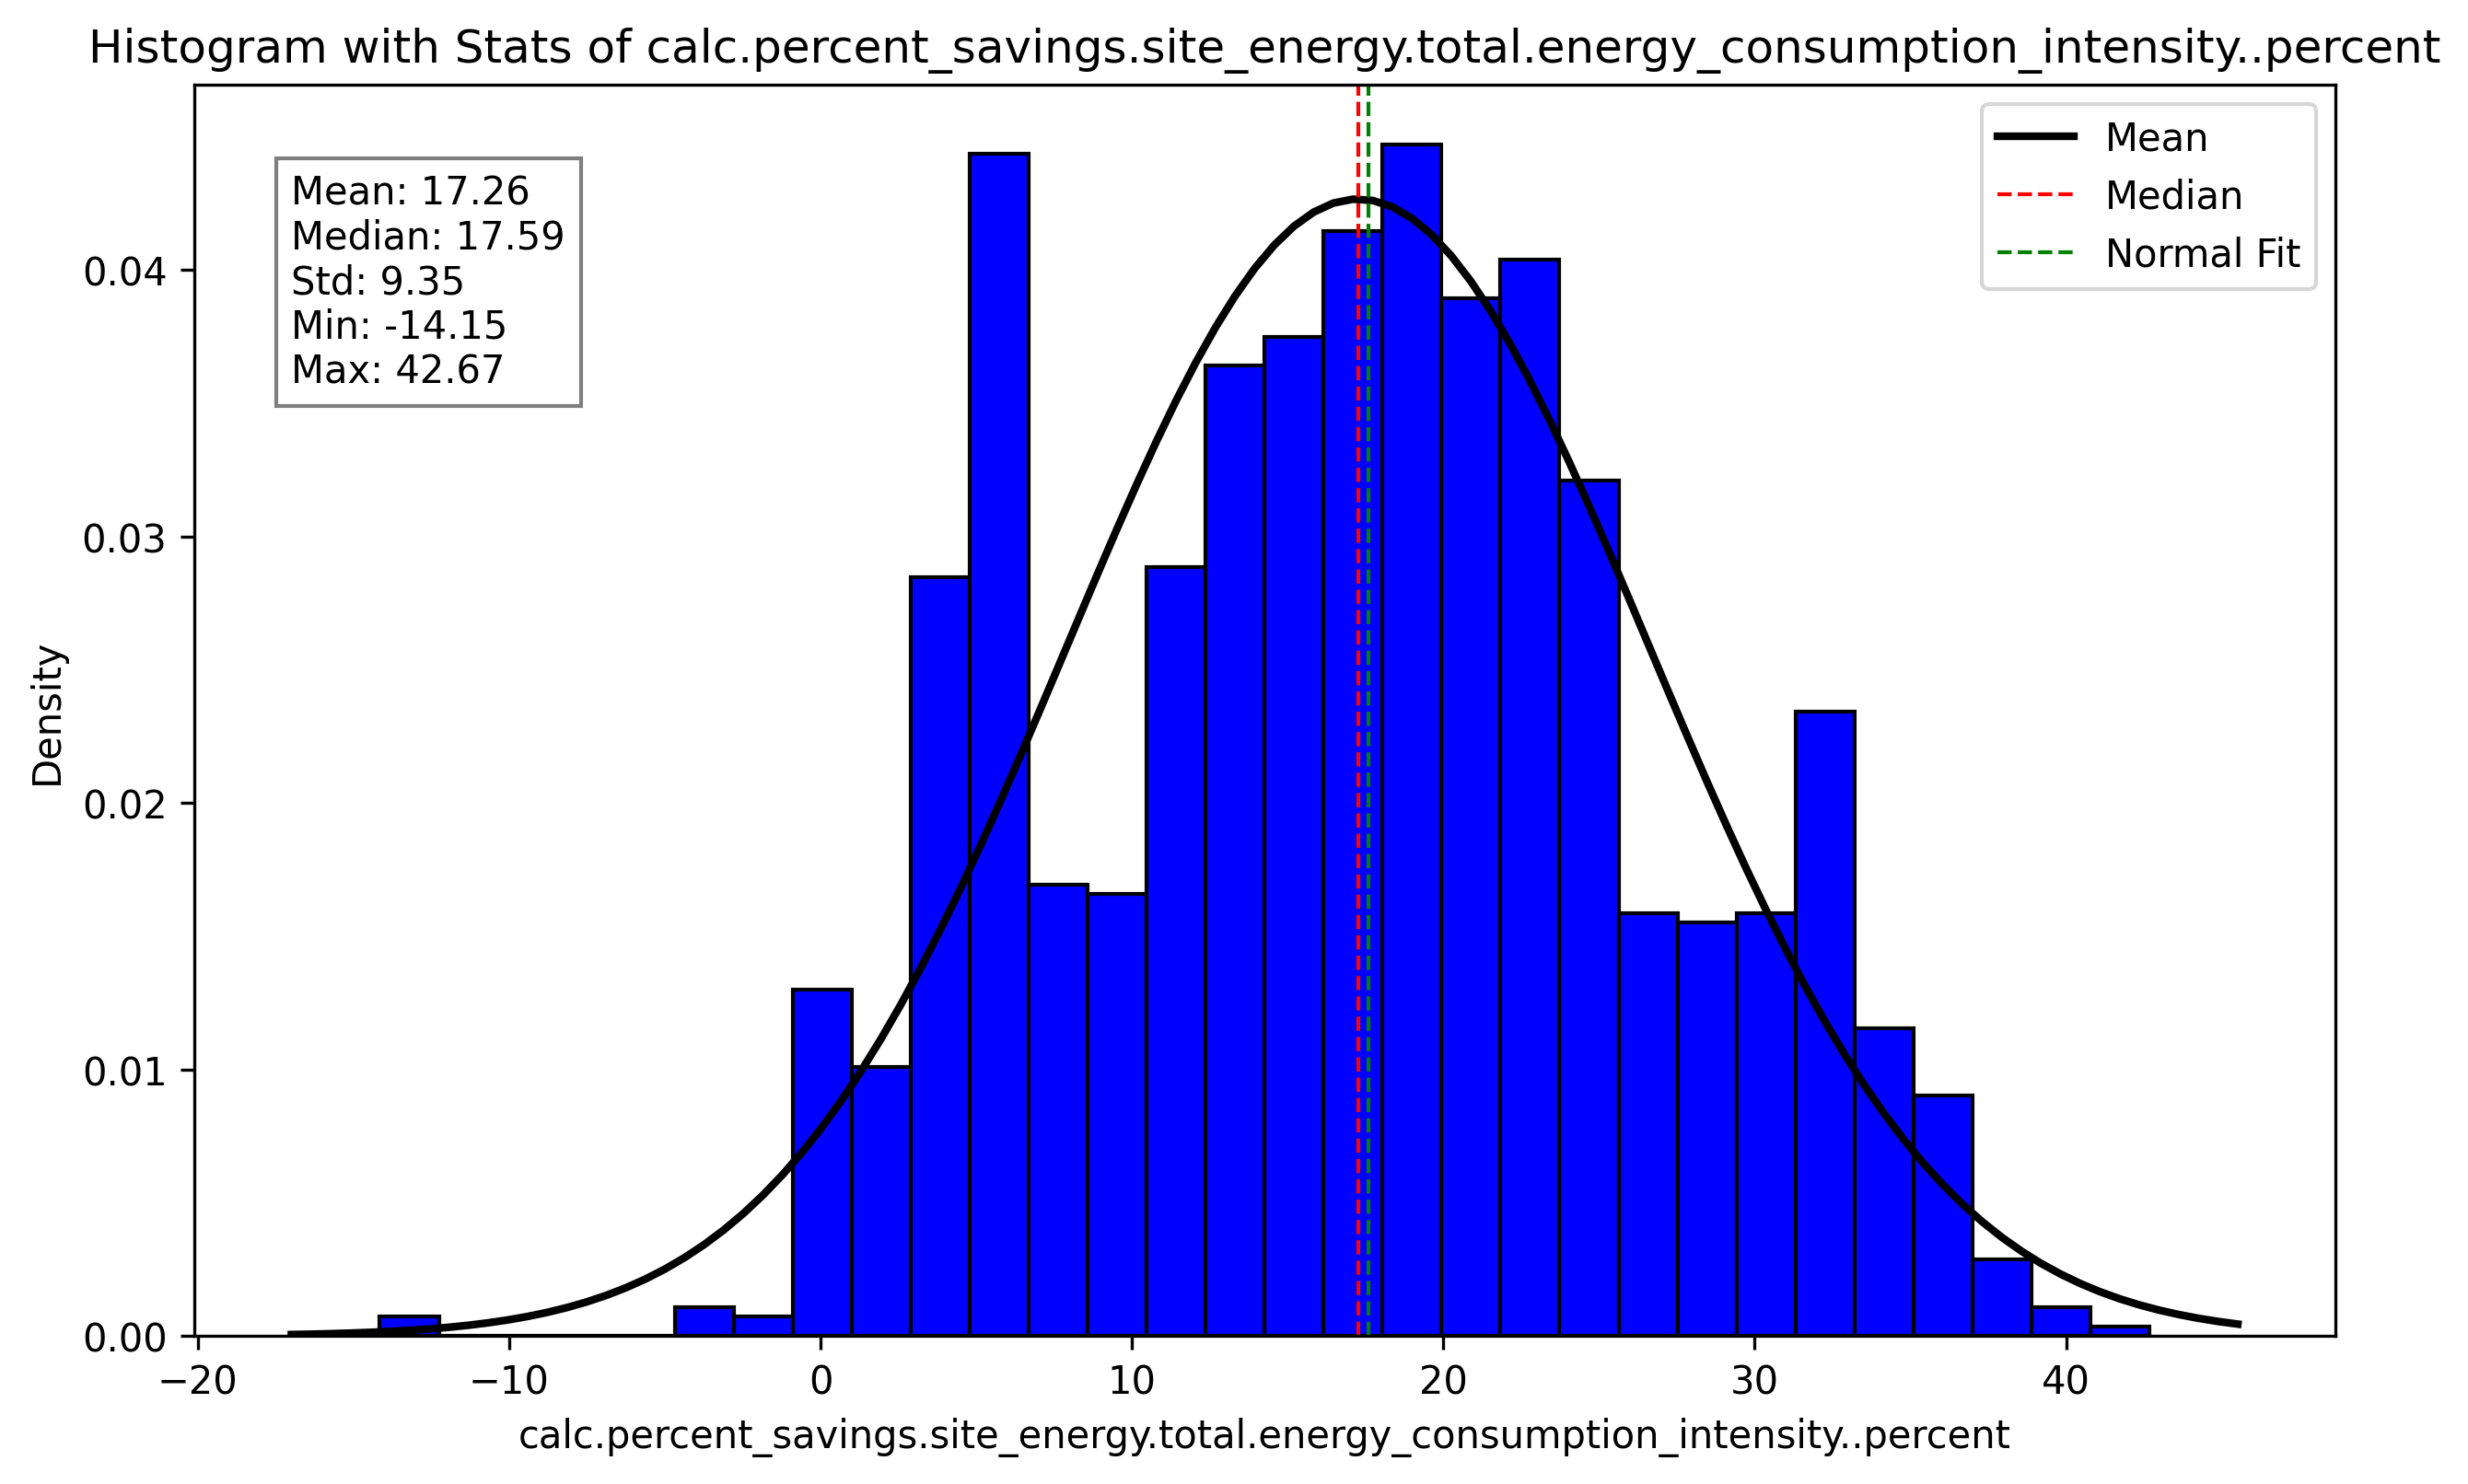 Histogram with Stats of calc.percent_savings.site_energy.total.energy_consumption_intensity..percent
Mean
Median
Normal Fit
Mean: 17.26
Median: 17.59
Std: 9.35
Min: -14.15
Max: 42.67
0.04
0.03
0.02
0.01
0.00
Density
−20
−10
0
10
20
30
40
calc.percent_savings.site_energy.total.energy_consumption_intensity..percent